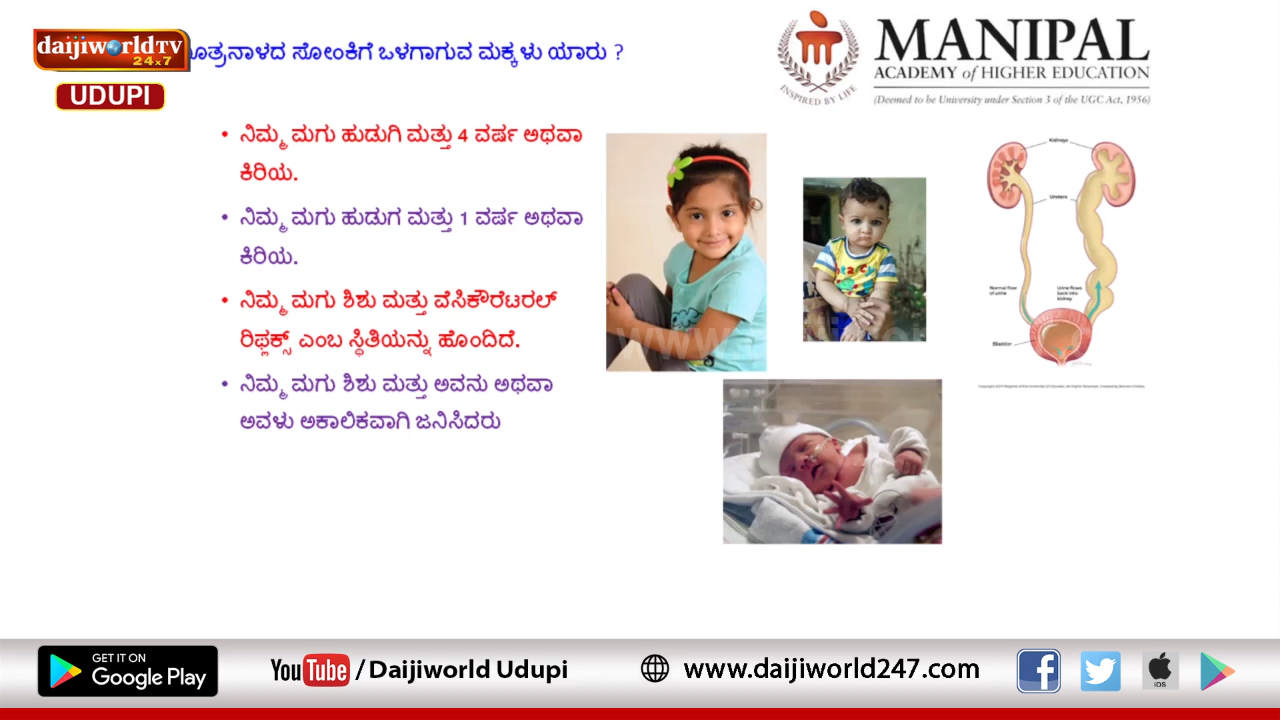 daijiworldTV
24x7
UDUPI
ಸೋಂಕಿಗೆ ಒಳಗಾಗುವ ಮಕ್ಕಳು ಯಾರು ?
MANIPAL
ACADEMY of HIGHER EDUCATION
(Deemed to be University under Section 3 of the UGC Act, 1956)
INSPIRED BY LIFE
• ನಿಮ್ಮ ಮಗು ಹುಡುಗಿ ಮತ್ತು 4 ವರ್ಷ ಅಥವಾ
ಕಿರಿಯ.
• ನಿಮ್ಮ ಮಗು ಹುಡುಗ ಮತ್ತು 1 ವರ್ಷ ಅಥವಾ
ಕಿರಿಯ.
• ನಿಮ್ಮ ಮಗು ಶಿಶು ಮತ್ತು ವೆಸಿಕೌರೆಟರಲ್
ರಿಫ್ಲಕ್ಸ್ ಎಂಬ ಸ್ಥಿತಿಯನ್ನು ಹೊಂದಿದೆ.
• ನಿಮ್ಮ ಮಗು ಶಿಶು ಮತ್ತು ಅವನು ಅಥವಾ
ಅವಳು ಅಕಾಲಿಕವಾಗಿ ಜನಿಸಿದರು
Kidneys
Ureters
Normal flow
of urine
Urine flows
back into
kidney
Bladder
GET IT ON
Google Play
YouTube / Daijiworld Udupi
www.daijiworld247.com
iOS